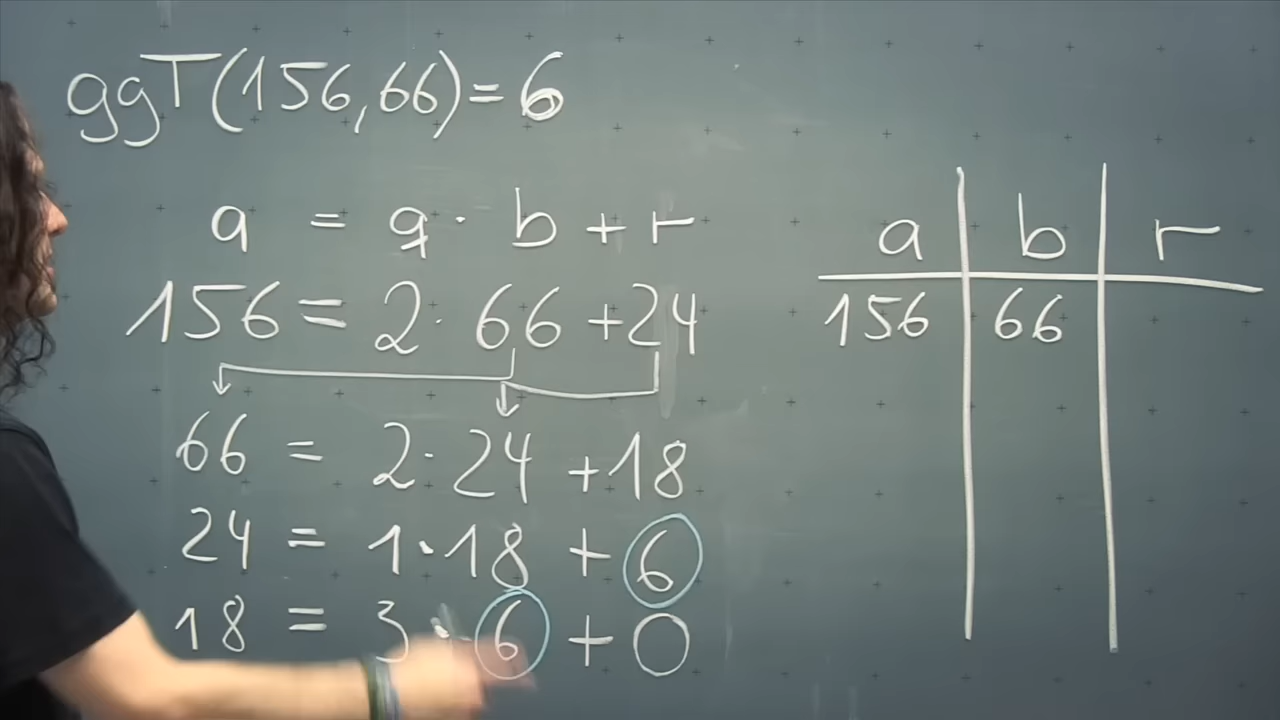 ggT(156,66)=6
a = q · b + r
156 = 2 · 66 + 24
66 = 2 · 24 + 18
24 = 1 · 18 + 6
18 = 3 · 6 + 0
a b r
156 66